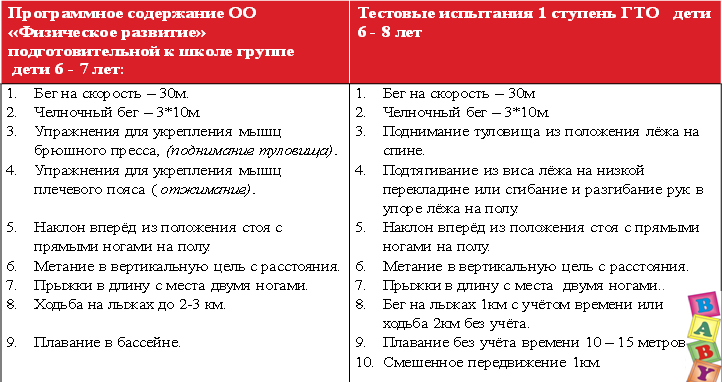 Программное содержание ОО
«Физическое развитие»
подготовительной к школе группе
дети 6 - 7 лет:
Тестовые испытания 1 ступень ГТО дети
6 - 8 лет
1. Бег на скорость – 30м.
2. Челночный бег – 3*10м.
3. Упражнения для укрепления мышц
брюшного пресса, (поднимание туловища).
4. Упражнения для укрепления мышц
плечевого пояса ( отжимание).
5. Наклон вперёд из положения стоя с
прямыми ногами на полу.
6. Метание в вертикальную цель с расстояния.
7. Прыжки в длину с места двумя ногами.
8. Ходьба на лыжах до 2-3 км.
9. Плавание в бассейне.
1. Бег на скорость – 30м
2. Челночный бег – 3*10м.
3. Поднимание туловища из положения лёжа на
спине.
4. Подтягивание из виса лёжа на низкой
перекладине или сгибание и разгибание рук в
упоре лёжа на полу.
5. Наклон вперёд из положения стоя с прямыми
ногами на полу.
6. Метание в вертикальную цель с расстояния.
7. Прыжки в длину с места двумя ногами..
8. Бег на лыжах 1км с учётом времени или
ходьба 2км без учёта.
9. Плавание без учёта времени 10 – 15 метров
10. Смешенное передвижение 1км.
B
A
B
Y